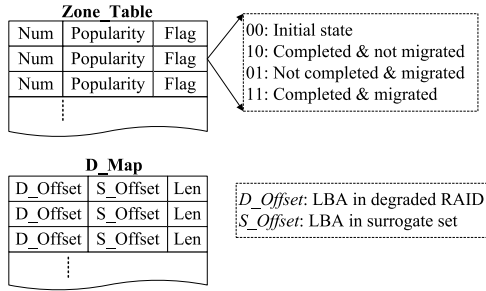 Zone_Table
Num Popularity Flag
Num Popularity Flag
Num Popularity Flag
00: Initial state
10: Completed & not migrated
01: Not completed & migrated
11: Completed & migrated
D_Map
D_Offset S_Offset Len
D_Offset S_Offset Len
D_Offset S_Offset Len
D_Offset: LBA in degraded RAID
S_Offset: LBA in surrogate set